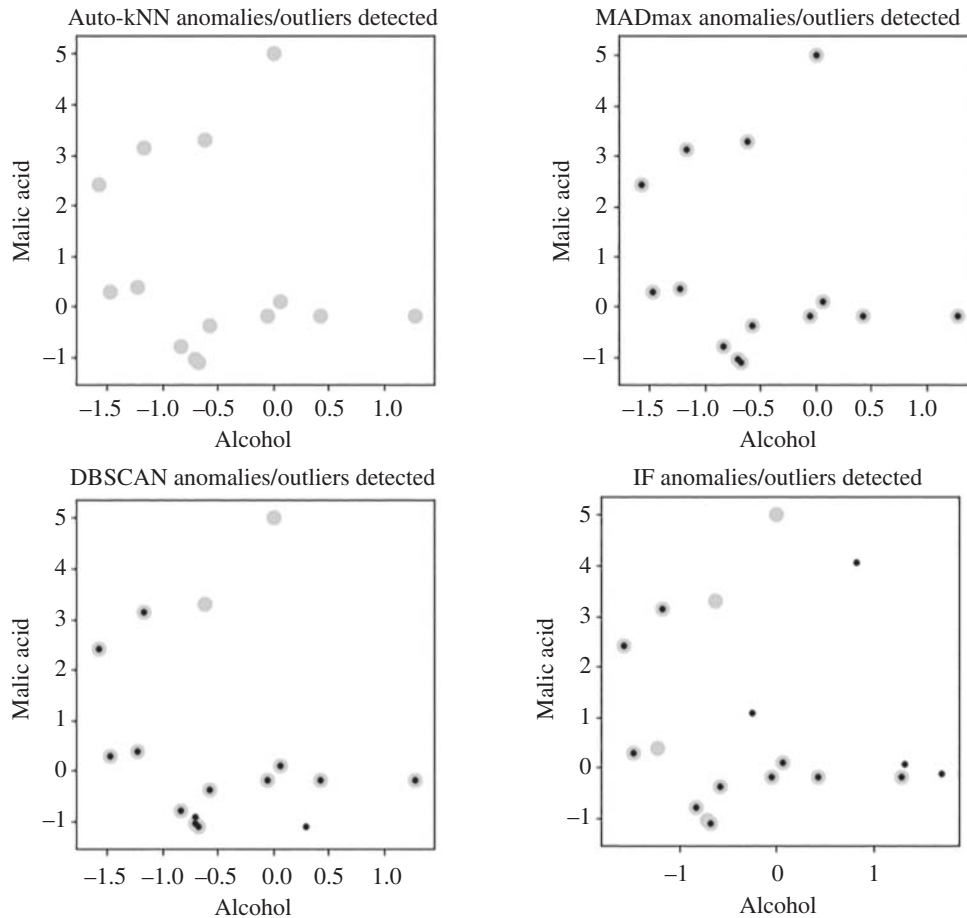 Auto-kNN anomalies/outliers detected
5
4
3
2
1
0
–1
Malic acid
–1.5 –1.0 –0.5 0.0 0.5 1.0
Alcohol
MADmax anomalies/outliers detected
5
4
3
2
1
0
–1
Malic acid
–1.5 –1.0 –0.5 0.0 0.5 1.0
Alcohol
DBSCAN anomalies/outliers detected
5
4
3
2
1
0
–1
Malic acid
–1.5 –1.0 –0.5 0.0 0.5 1.0
Alcohol
IF anomalies/outliers detected
5
4
3
2
1
0
–1
Malic acid
–1 0 1
Alcohol